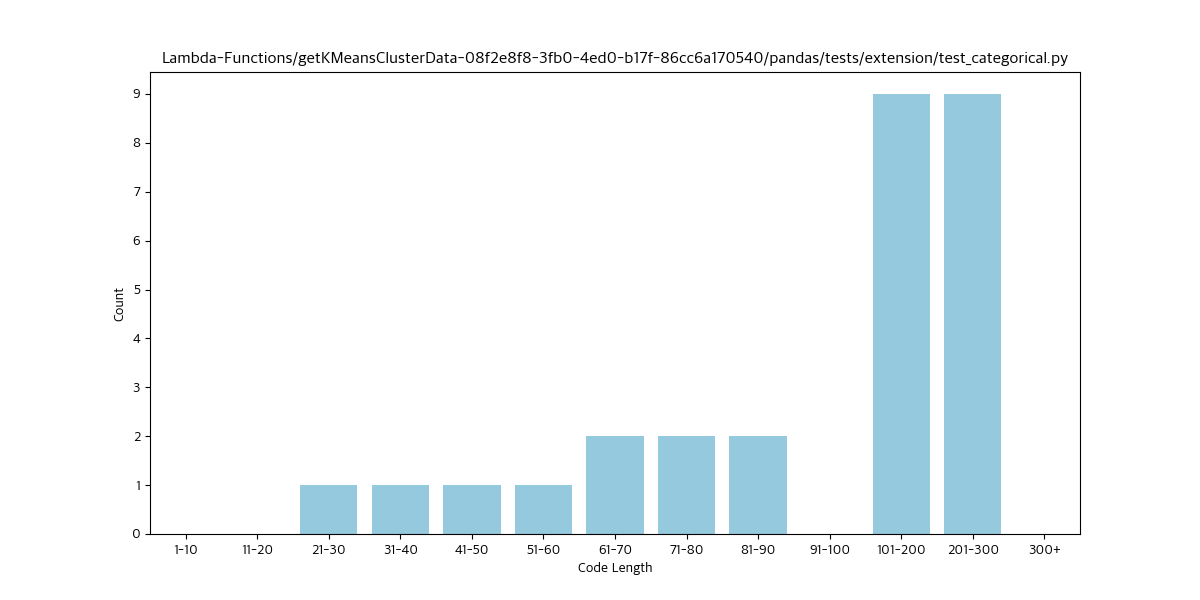 Lambda-Functions/getKMeansClusterData-08f2e8f8-3fb0-4ed0-b17f-86cc6a170540/pandas/tests/extension/test_categorical.py
9
8
7
6
5
4
3
2
1
0
Count
1-10 11-20 21-30 31-40 41-50 51-60 61-70 71-80 81-90 91-100 101-200 201-300 300+
Code Length